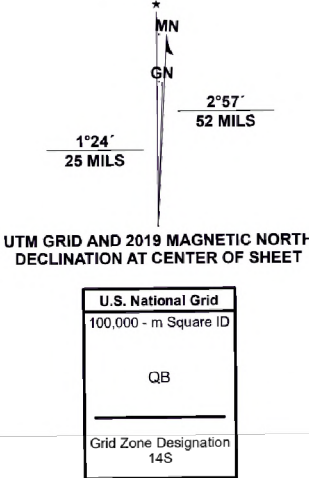 MN
GN
2°57´
52 MILS
1°24´
25 MILS
UTM GRID AND 2019 MAGNETIC NORTH
DECLINATION AT CENTER OF SHEET
U.S. National Grid
100,000 - m Square ID
QB
Grid Zone Designation
14S